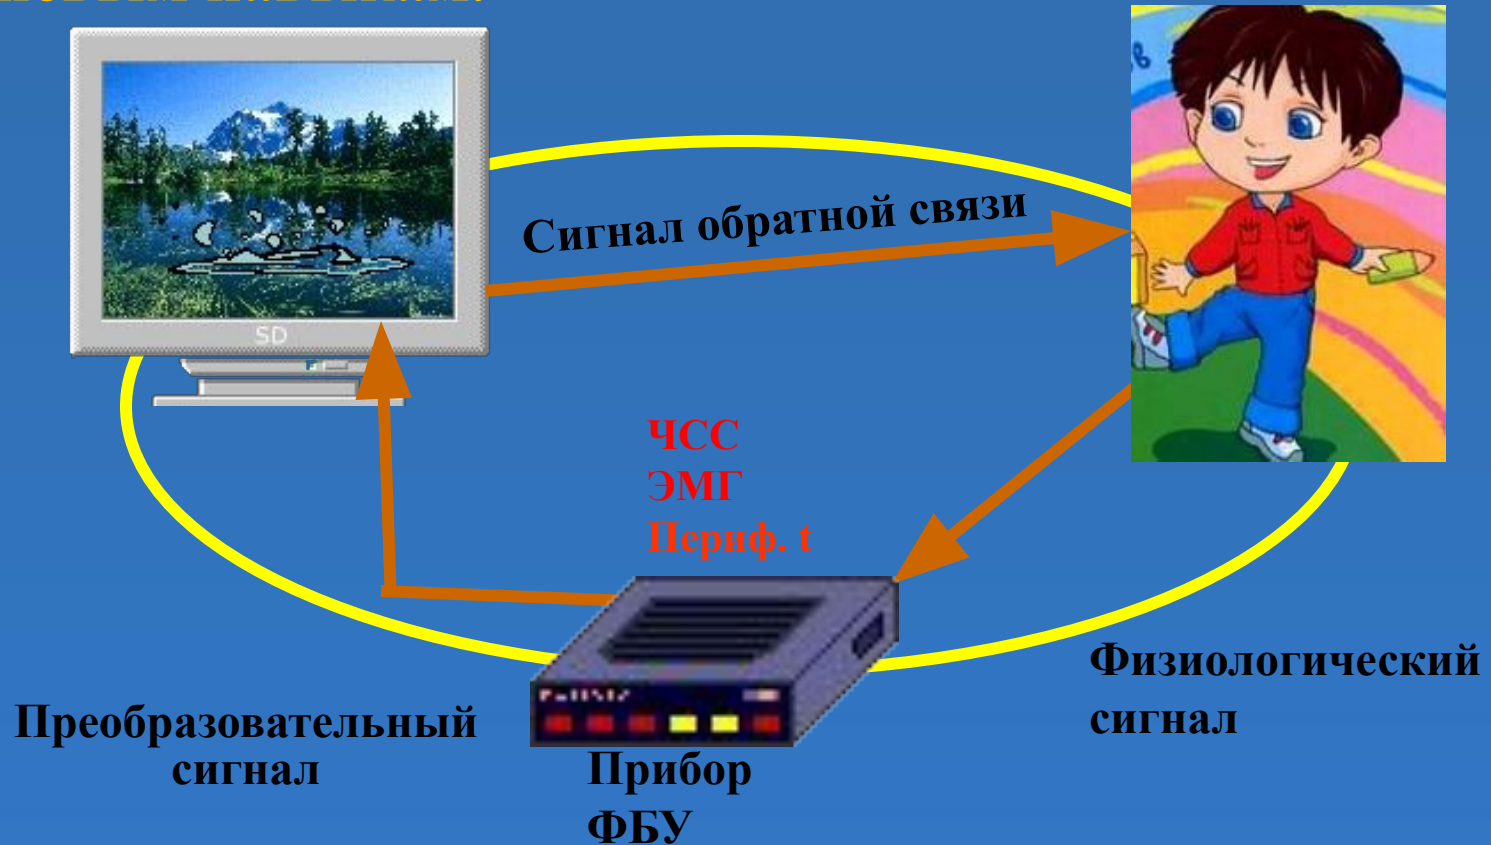 SD
Сигнал обратной связи
ЧСС
ЭМГ
Периф. t
Физиологический
сигнал
Преобразовательный
сигнал
Прибор
ФБУ